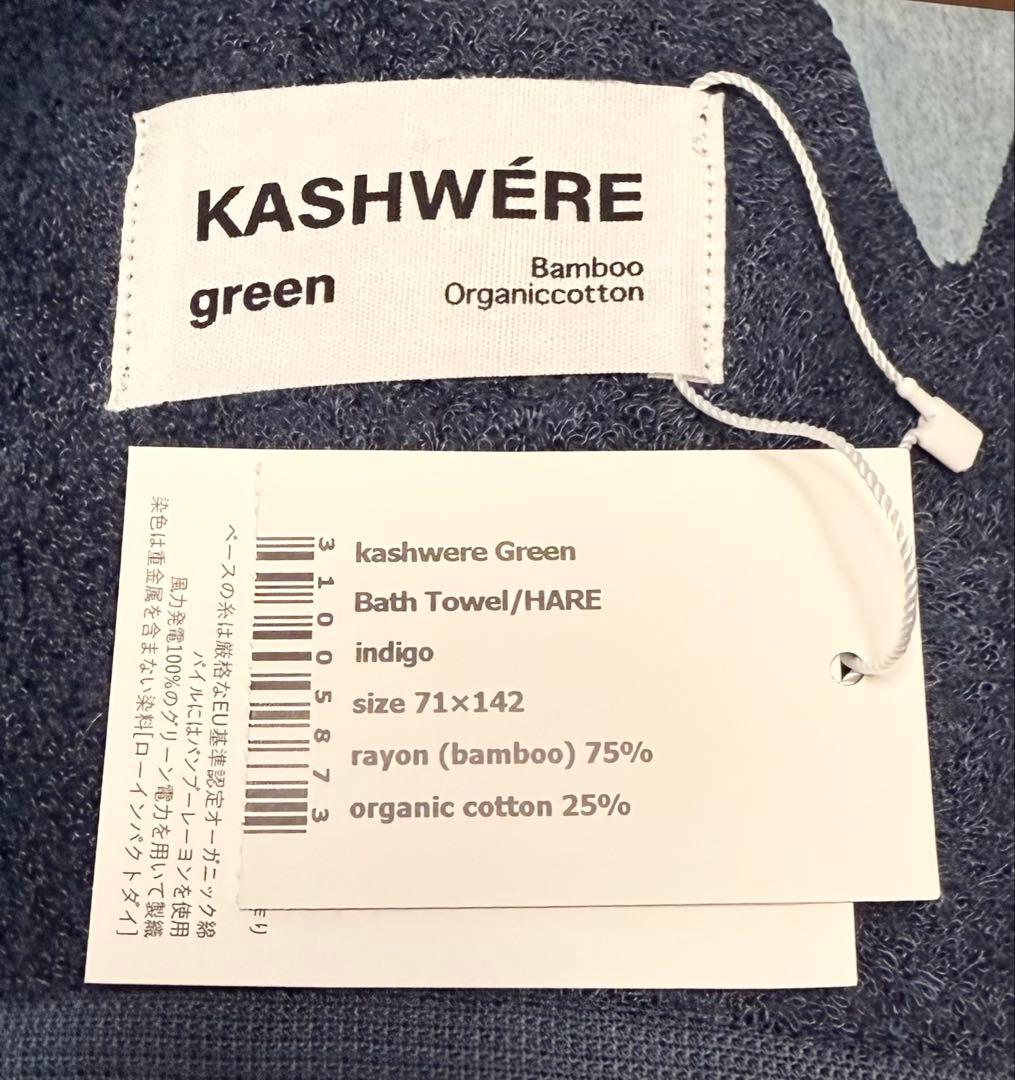 KASHWÉRE
green
Bamboo
Organiccotton
kashwere Green
Bath Towel/HARE
indigo
size 71×142
rayon (bamboo) 75%
organic cotton 25%
31005873
ベースの糸は厳格なEU基準認定オーガニック綿
パイルにはバンブーレーヨンを使用
風力発電100%のグリーン電力を用いて製織
染色は重金属を含まない染料[ローインパクトダイ]